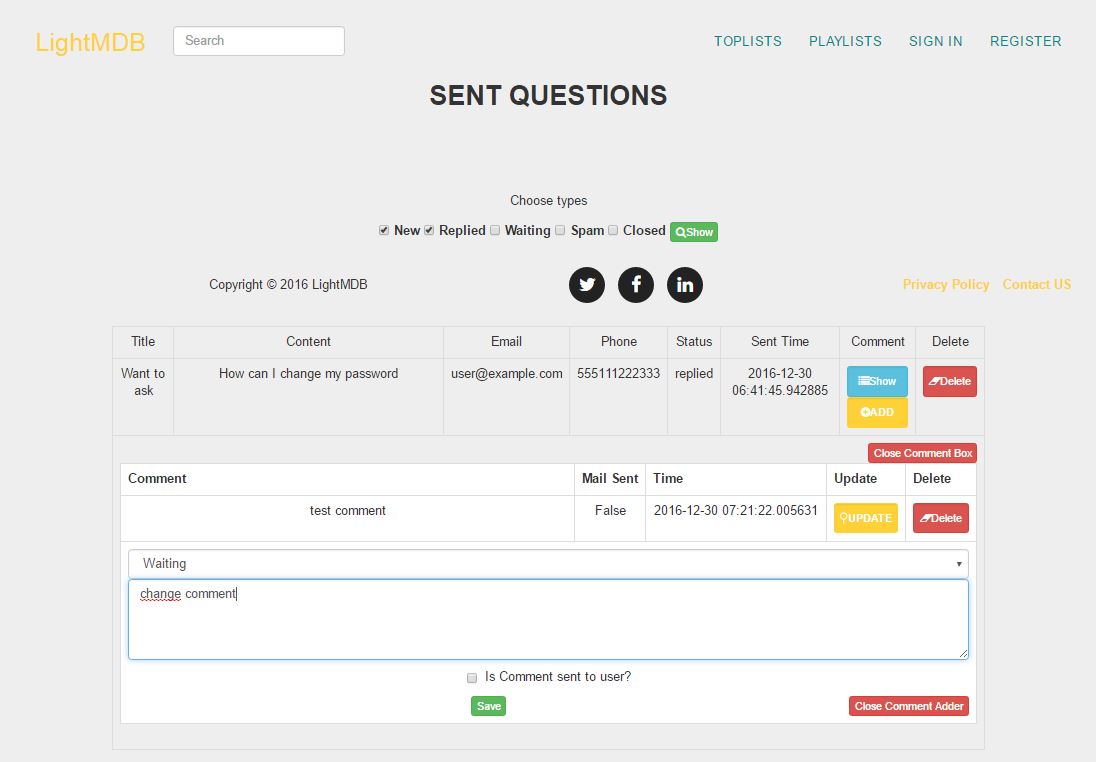 LightMDB Search TOPLISTS PLAYLISTS SIGN IN REGISTER
SENT QUESTIONS
Choose types
New Replied Waiting Spam Closed Show
Copyright © 2016 LightMDB Privacy Policy Contact US
Title Content Email Phone Status Sent Time Comment Delete
Want to ask How can I change my password user@example.com 555111222333 replied 2016-12-30 06:41:45.942885 Show Delete
ADD
Close Comment Box
Comment Mail Sent Time Update Delete
test comment False 2016-12-30 07:21:22.005631 UPDATE Delete
Waiting
change comment
Is Comment sent to user?
Save Close Comment Adder